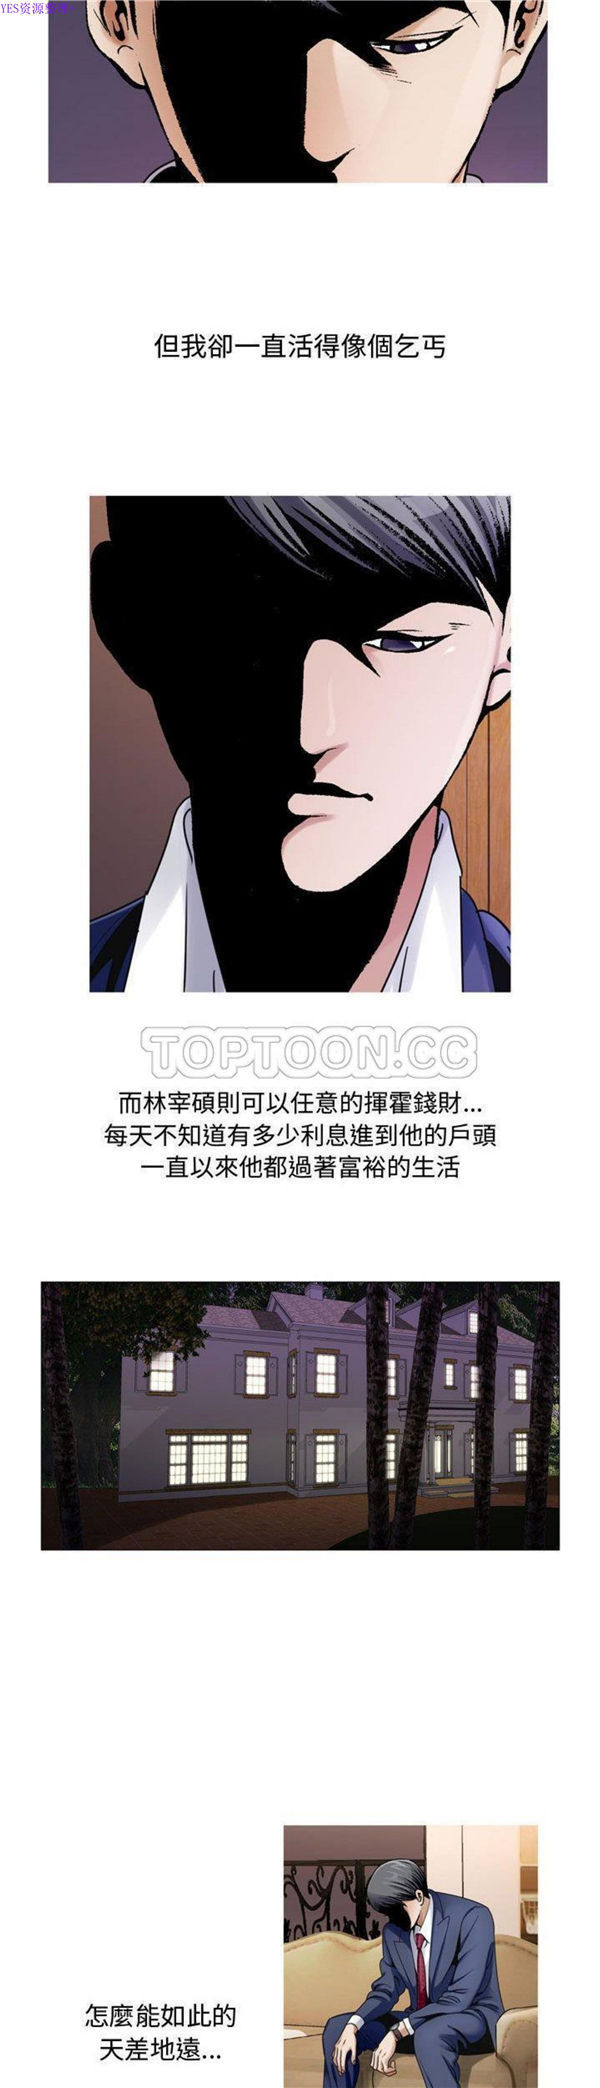 YES资源
但我卻一直活得像個乞丐
TOPTOON.CC
而林宰碩則可以任意的揮霍錢財...
每天不知道有多少利息進到他的戶頭
一直以來他都過著富裕的生活
怎麼能如此的
天差地遠...